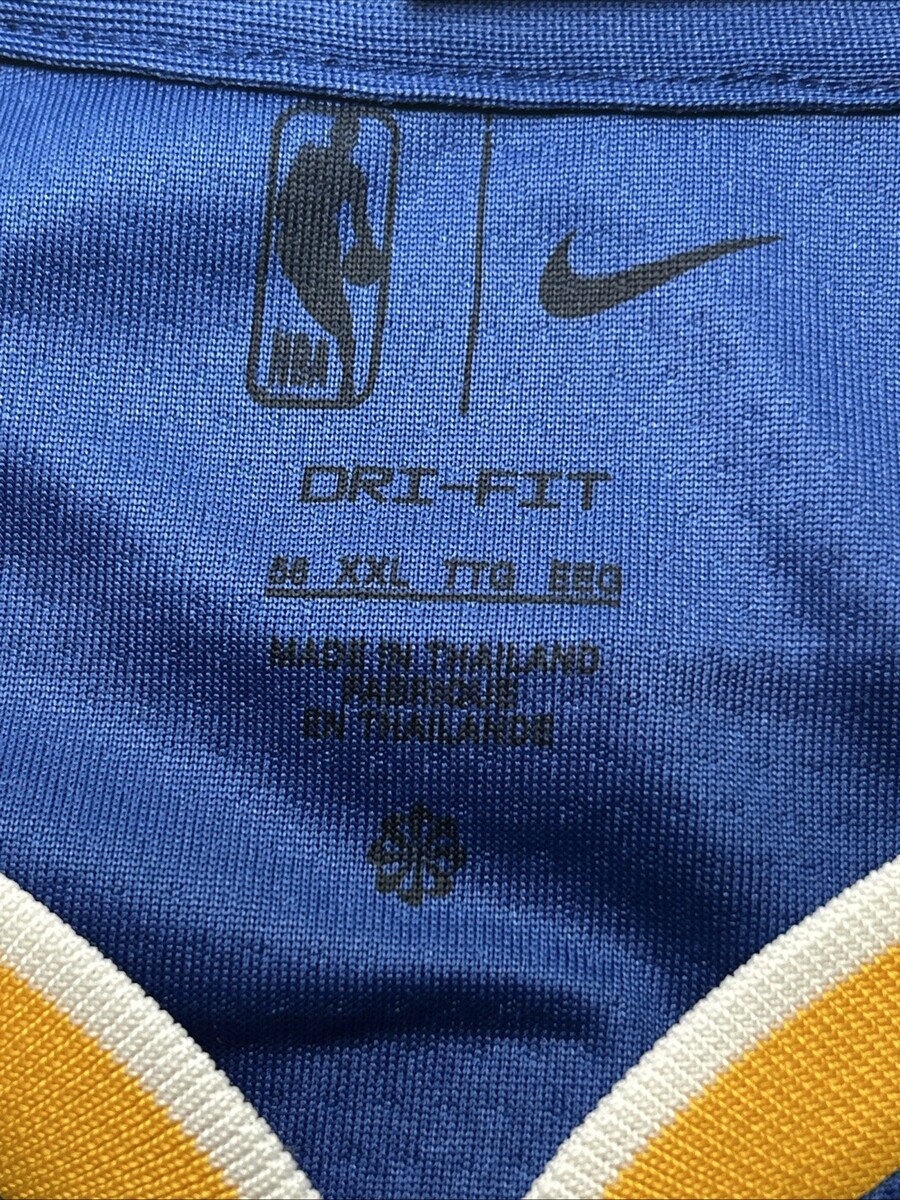 NBA
DRI-FIT
56 XXL TTG EEG
MADE IN THAILAND
FABRIQUÉ
EN THAÏLANDE